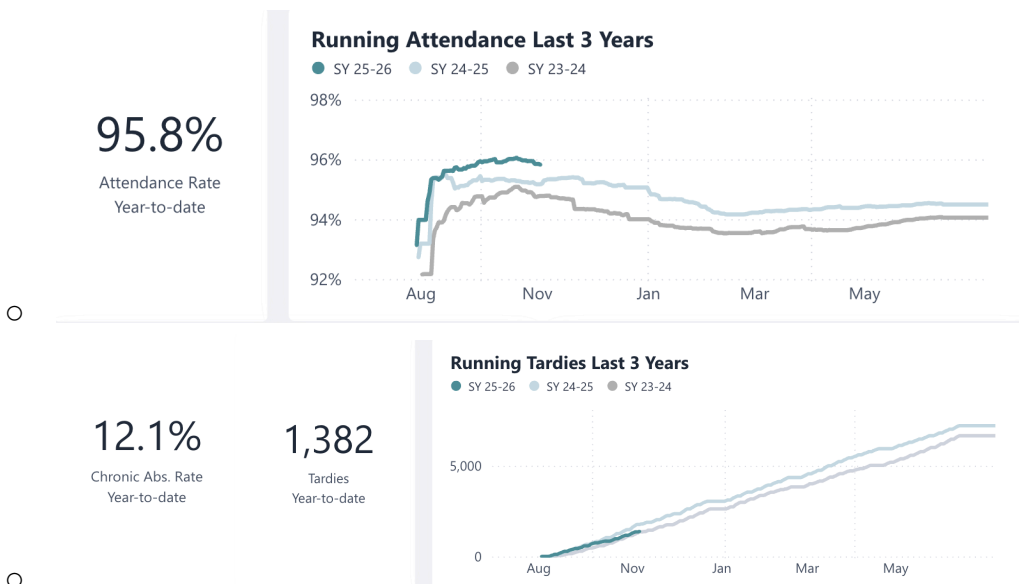 Running Attendance Last 3 Years
SY 25-26 SY 24-25 SY 23-24
98%
96%
94%
92%
Aug Nov Jan Mar May
95.8%
Attendance Rate
Year-to-date
Running Tardies Last 3 Years
SY 25-26 SY 24-25 SY 23-24
5,000
0
Aug Nov Jan Mar May
12.1%
Chronic Abs. Rate
Year-to-date
1,382
Tardies
Year-to-date